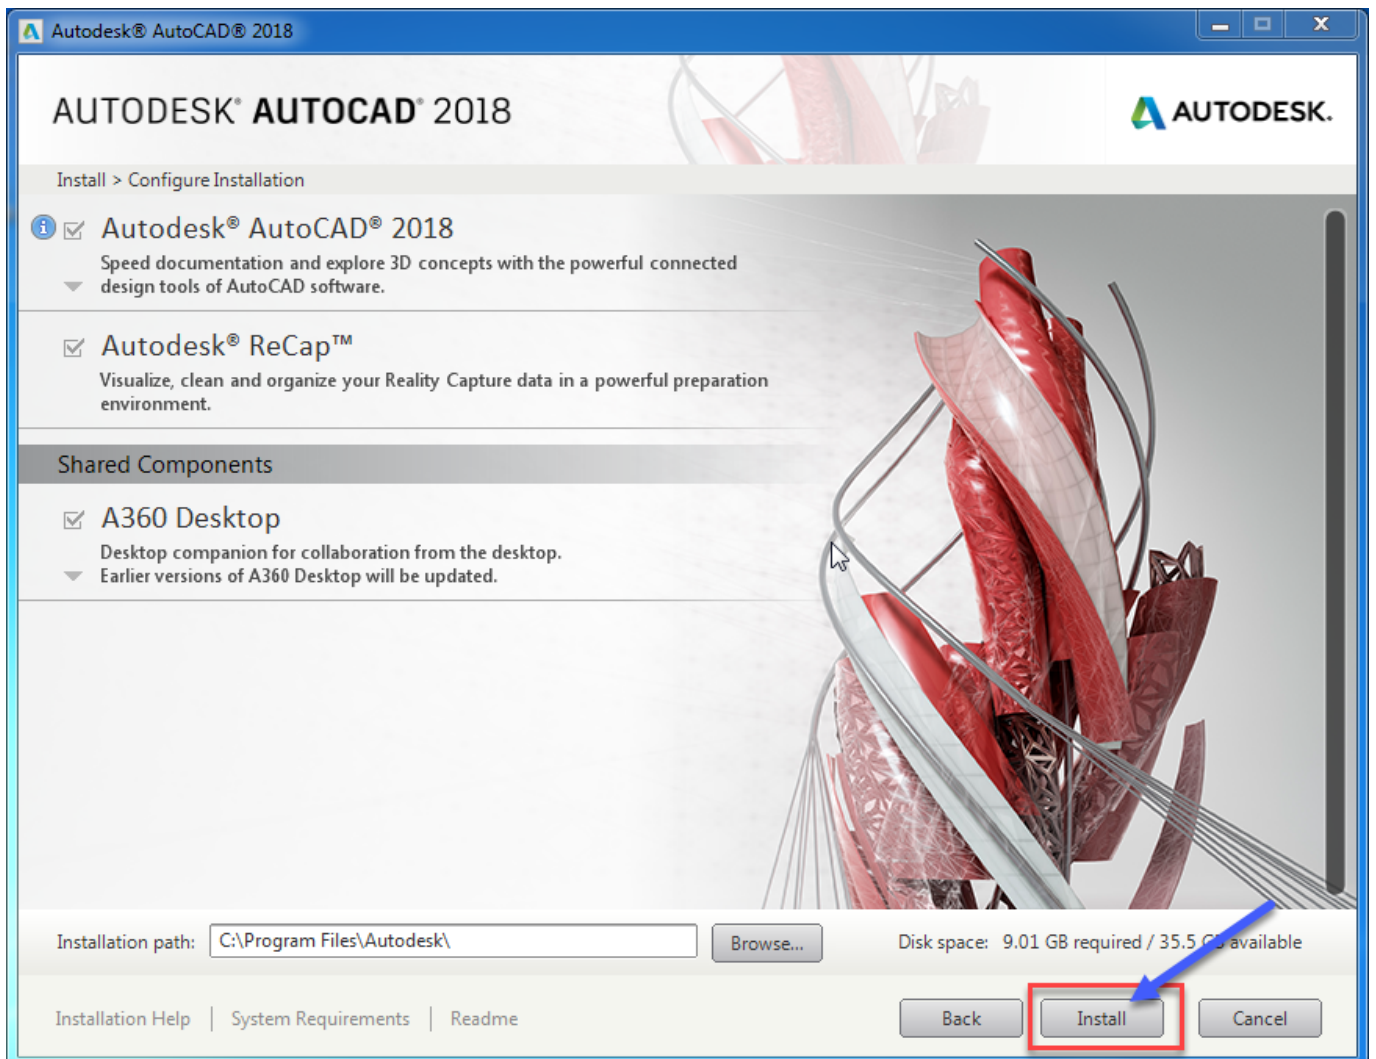 Autodesk® AutoCAD® 2018
AUTODESK® AUTOCAD® 2018
AUTODESK.
Install > Configure Installation
Autodesk® AutoCAD® 2018
Speed documentation and explore 3D concepts with the powerful connected
design tools of AutoCAD software.
Autodesk® ReCap™
Visualize, clean and organize your Reality Capture data in a powerful preparation
environment.
Shared Components
A360 Desktop
Desktop companion for collaboration from the desktop.
Earlier versions of A360 Desktop will be updated.
Installation path: C:\Program Files\Autodesk\ Browse... Disk space: 9.01 GB required / 35.5 GB available
Installation Help | System Requirements | Readme Back Install Cancel